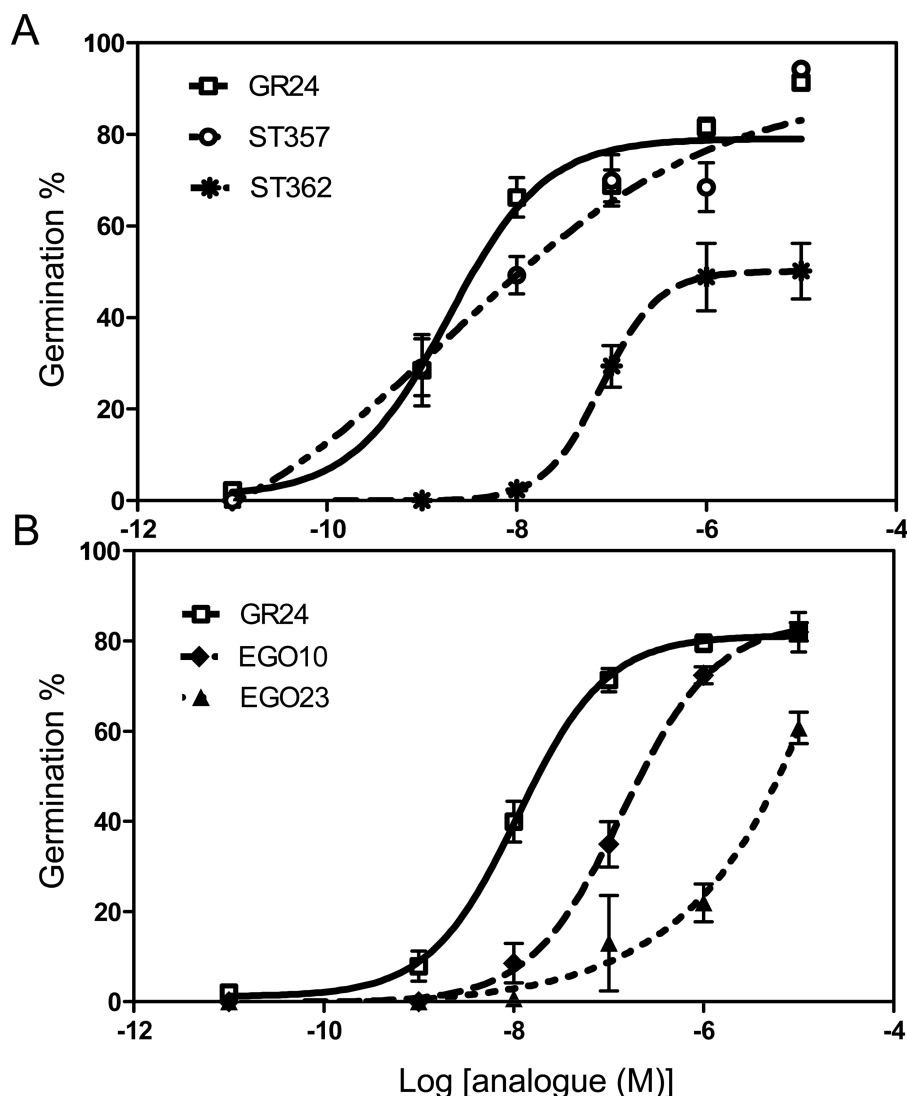 A
100
80
60
40
20
0
Germination %
GR24
ST357
ST362
-12 -10 -8 -6 -4
B
100
80
60
40
20
0
Germination %
GR24
EGO10
EGO23
-12 -10 -8 -6 -4
Log [analogue (M)]